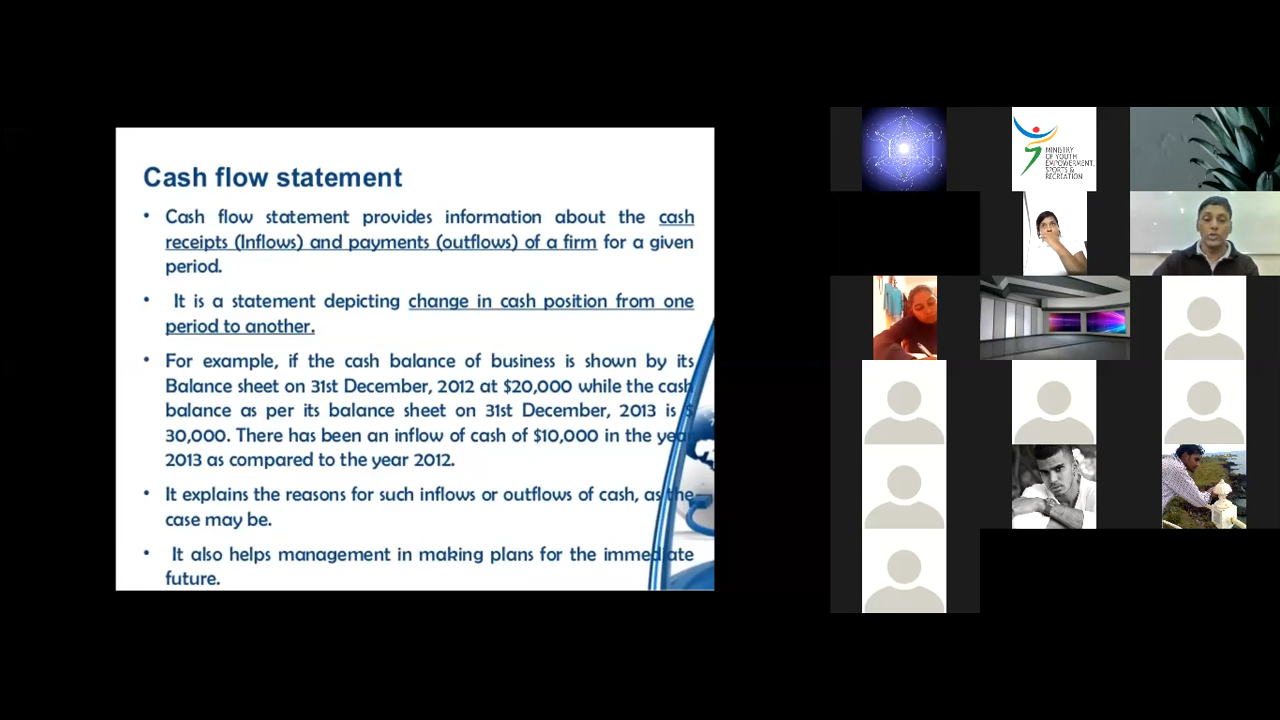 Cash flow statement
• Cash flow statement provides information about the cash
receipts (Inflows) and payments (outflows) of a firm for a given
period.
• It is a statement depicting change in cash position from one
period to another.
• For example, if the cash balance of business is shown by its
Balance sheet on 31st December, 2012 at $20,000 while the cash
balance as per its balance sheet on 31st December, 2013 is $
30,000. There has been an inflow of cash of $10,000 in the year
2013 as compared to the year 2012.
• It explains the reasons for such inflows or outflows of cash, as the
case may be.
• It also helps management in making plans for the immediate
future.
MINISTRY
OF YOUTH
EMPOWERMENT,
SPORTS &
RECREATION